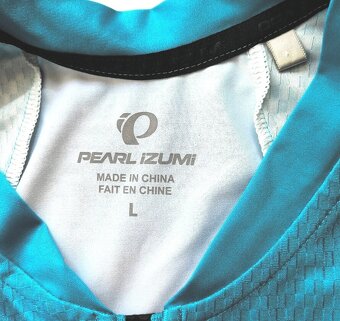 PEARL iZUMi
MADE IN CHINA
FAIT EN CHINE
L